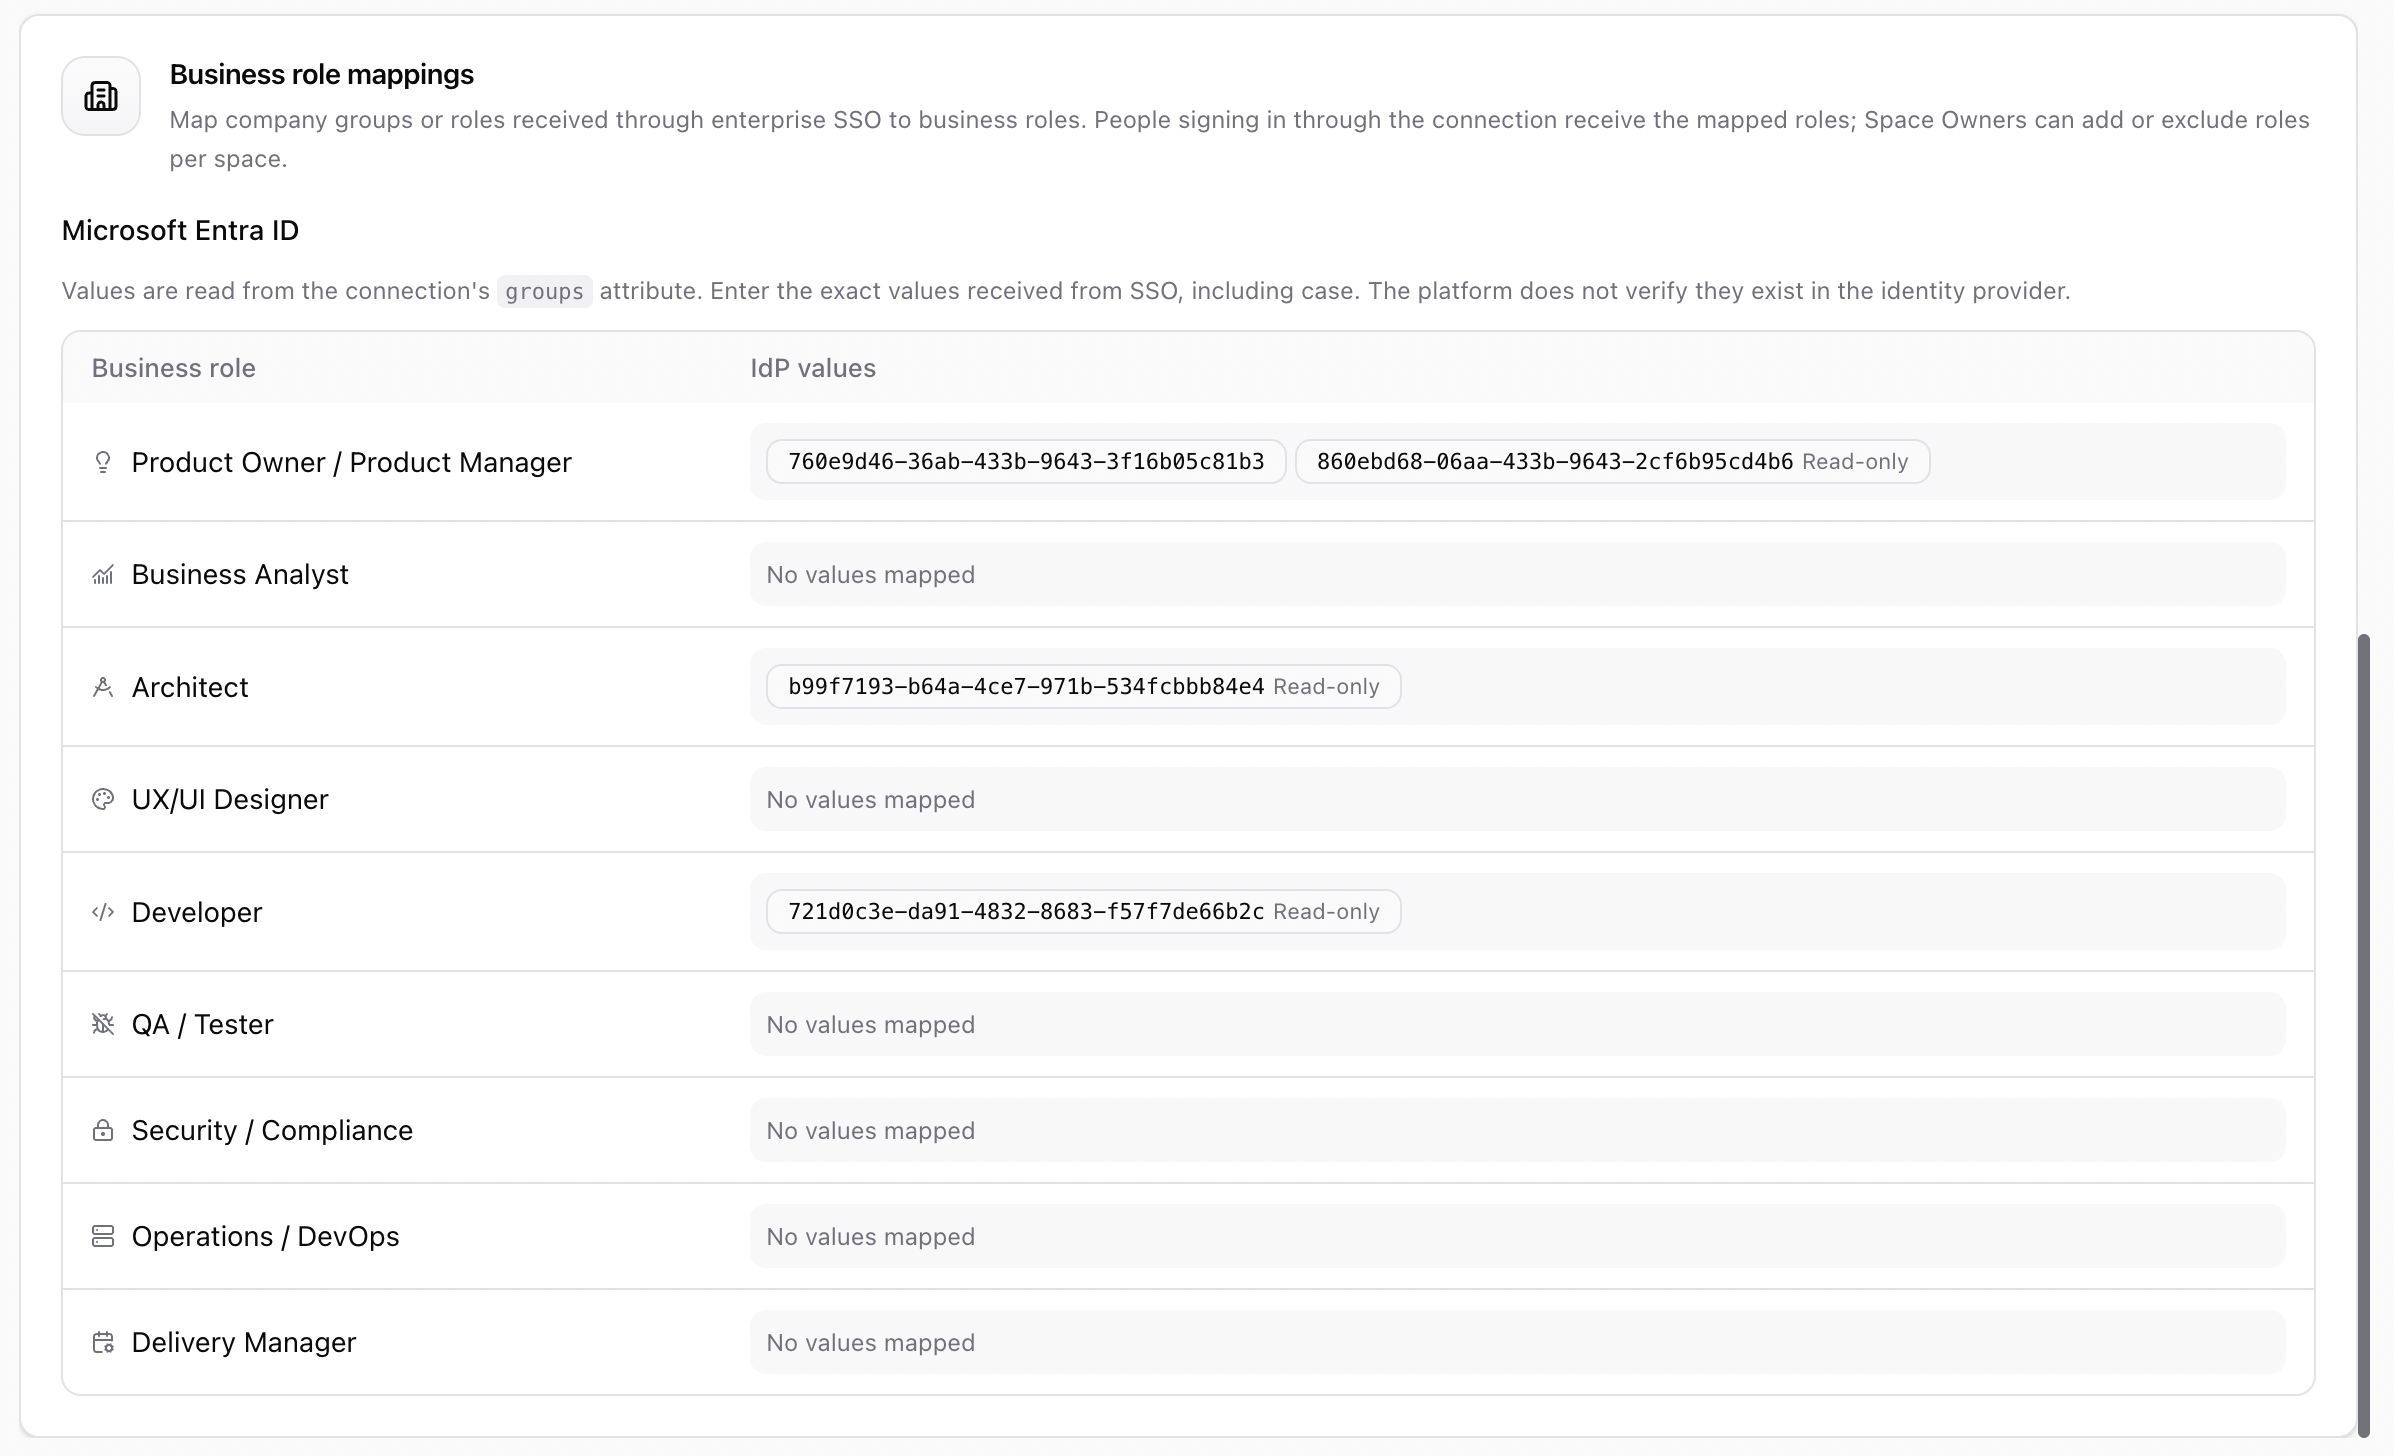 Business role mappings
Map company groups or roles received through enterprise SSO to business roles. People signing in through the connection receive the mapped roles; Space Owners can add or exclude roles
per space.
Microsoft Entra ID
Values are read from the connection's groups attribute. Enter the exact values received from SSO, including case. The platform does not verify they exist in the identity provider.
Business role IdP values
Product Owner / Product Manager 760e9d46-36ab-433b-9643-3f16b05c81b3 860ebd68-06aa-433b-9643-2cf6b95cd4b6 Read-only
Business Analyst No values mapped
Architect b99f7193-b64a-4ce7-971b-534fcbbb84e4 Read-only
UX/UI Designer No values mapped
Developer 721d0c3e-da91-4832-8683-f57f7de66b2c Read-only
QA / Tester No values mapped
Security / Compliance No values mapped
Operations / DevOps No values mapped
Delivery Manager No values mapped